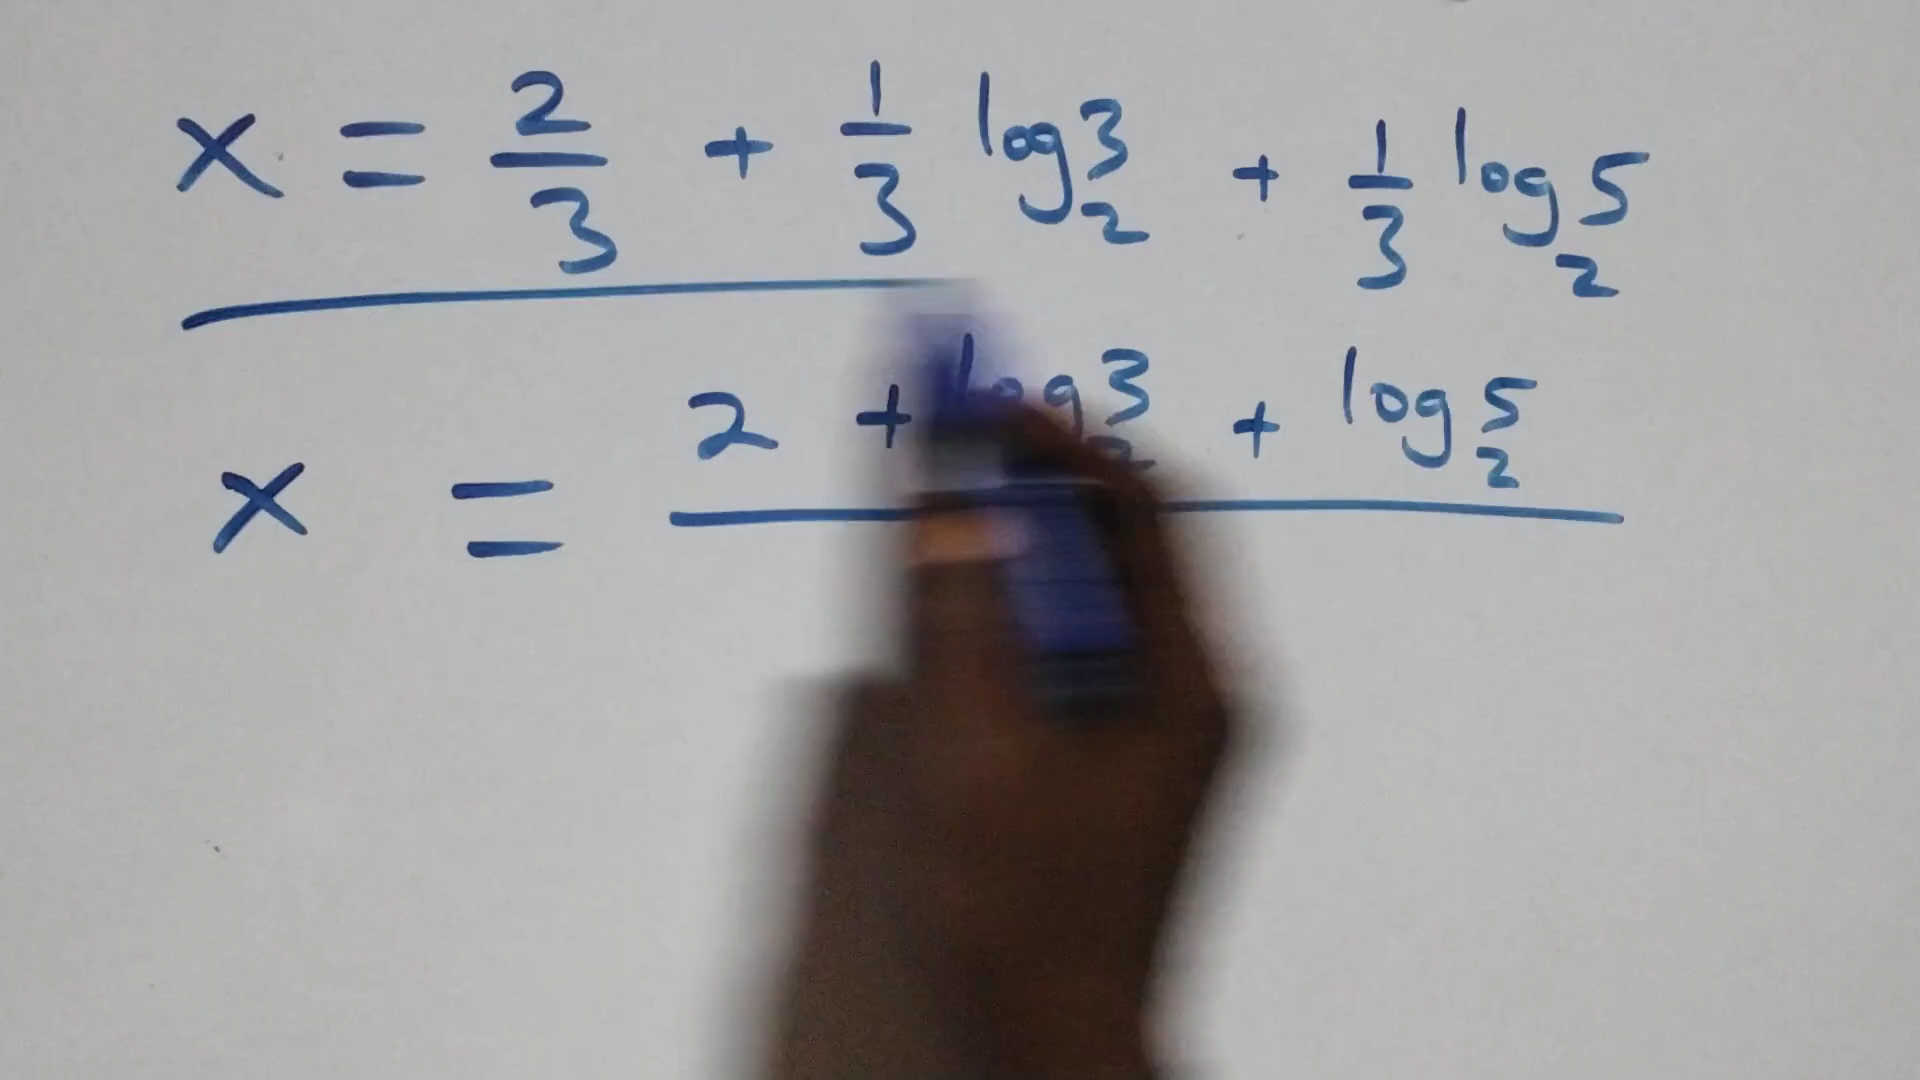 x = 2/3 + 1/3 log₂3 + 1/3 log₂5
x = 2 + log₂3 + log₂5